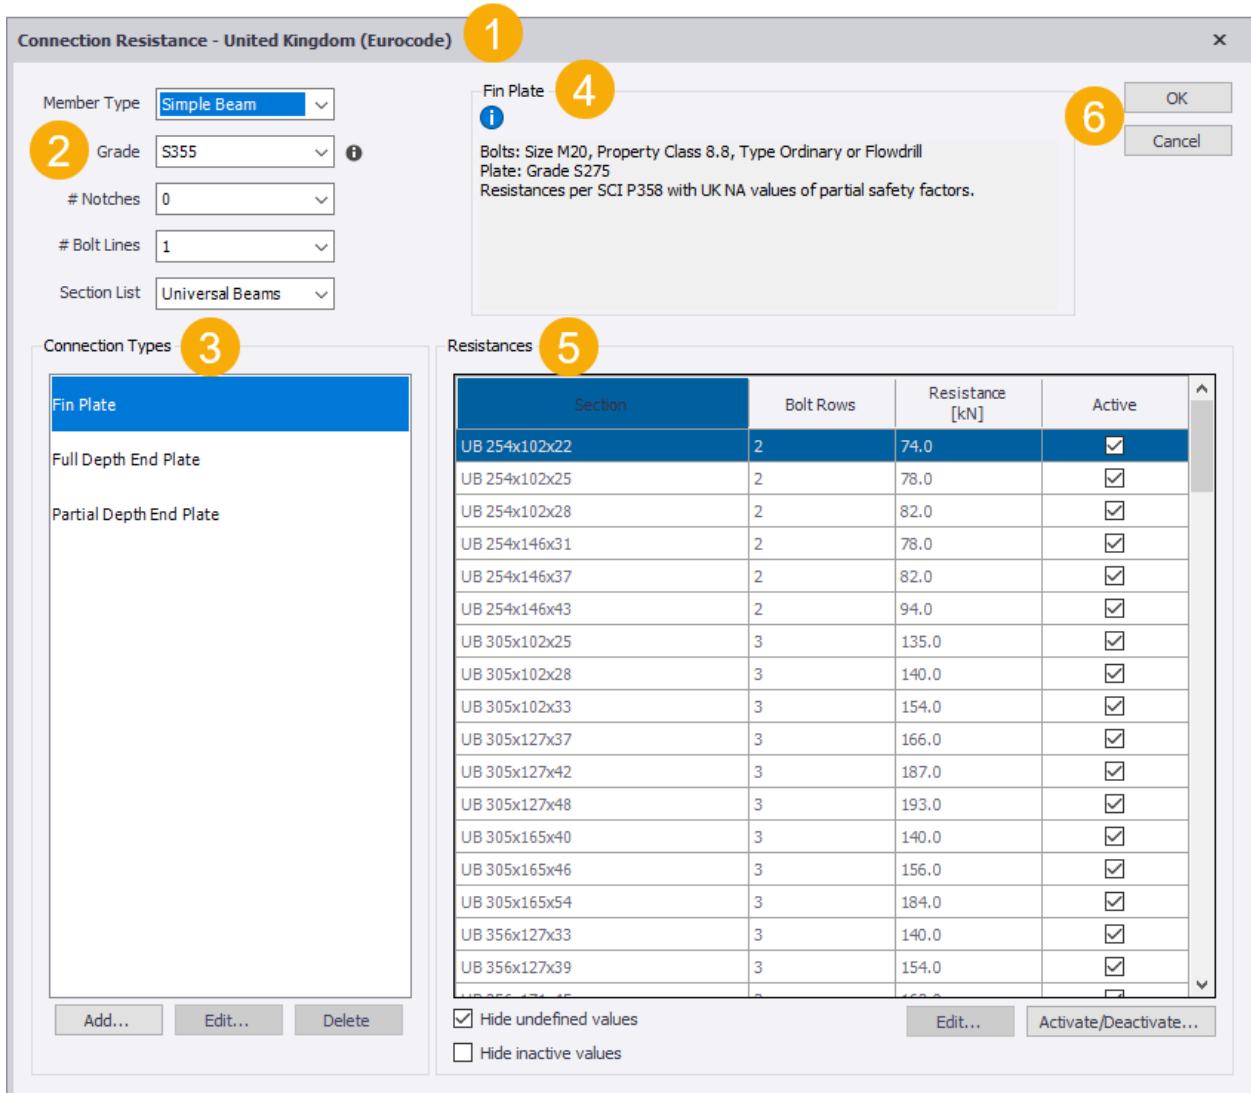 Connection Resistance - United Kingdom (Eurocode)
1
Member Type Simple Beam
2
Grade S355
# Notches 0
# Bolt Lines 1
Section List Universal Beams
Fin Plate
4
Bolts: Size M20, Property Class 8.8, Type Ordinary or Flowdrill
Plate: Grade S275
Resistances per SCI P358 with UK NA values of partial safety factors.
6
OK
Cancel
Connection Types
3
Fin Plate
Full Depth End Plate
Partial Depth End Plate
Add... Edit... Delete
Resistances
5
Section Bolt Rows Resistance [kN] Active
UB 254x102x22 2 74.0
UB 254x102x25 2 78.0
UB 254x102x28 2 82.0
UB 254x146x31 2 78.0
UB 254x146x37 2 82.0
UB 254x146x43 2 94.0
UB 305x102x25 3 135.0
UB 305x102x28 3 140.0
UB 305x102x33 3 154.0
UB 305x127x37 3 166.0
UB 305x127x42 3 187.0
UB 305x127x48 3 193.0
UB 305x165x40 3 140.0
UB 305x165x46 3 156.0
UB 305x165x54 3 184.0
UB 356x127x33 3 140.0
UB 356x127x39 3 154.0
Hide undefined values
Hide inactive values
Edit... Activate/Deactivate...